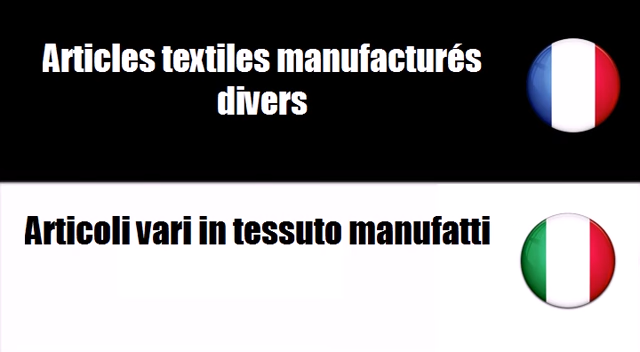 Articles textiles manufacturés
divers
Articoli vari in tessuto manufatti